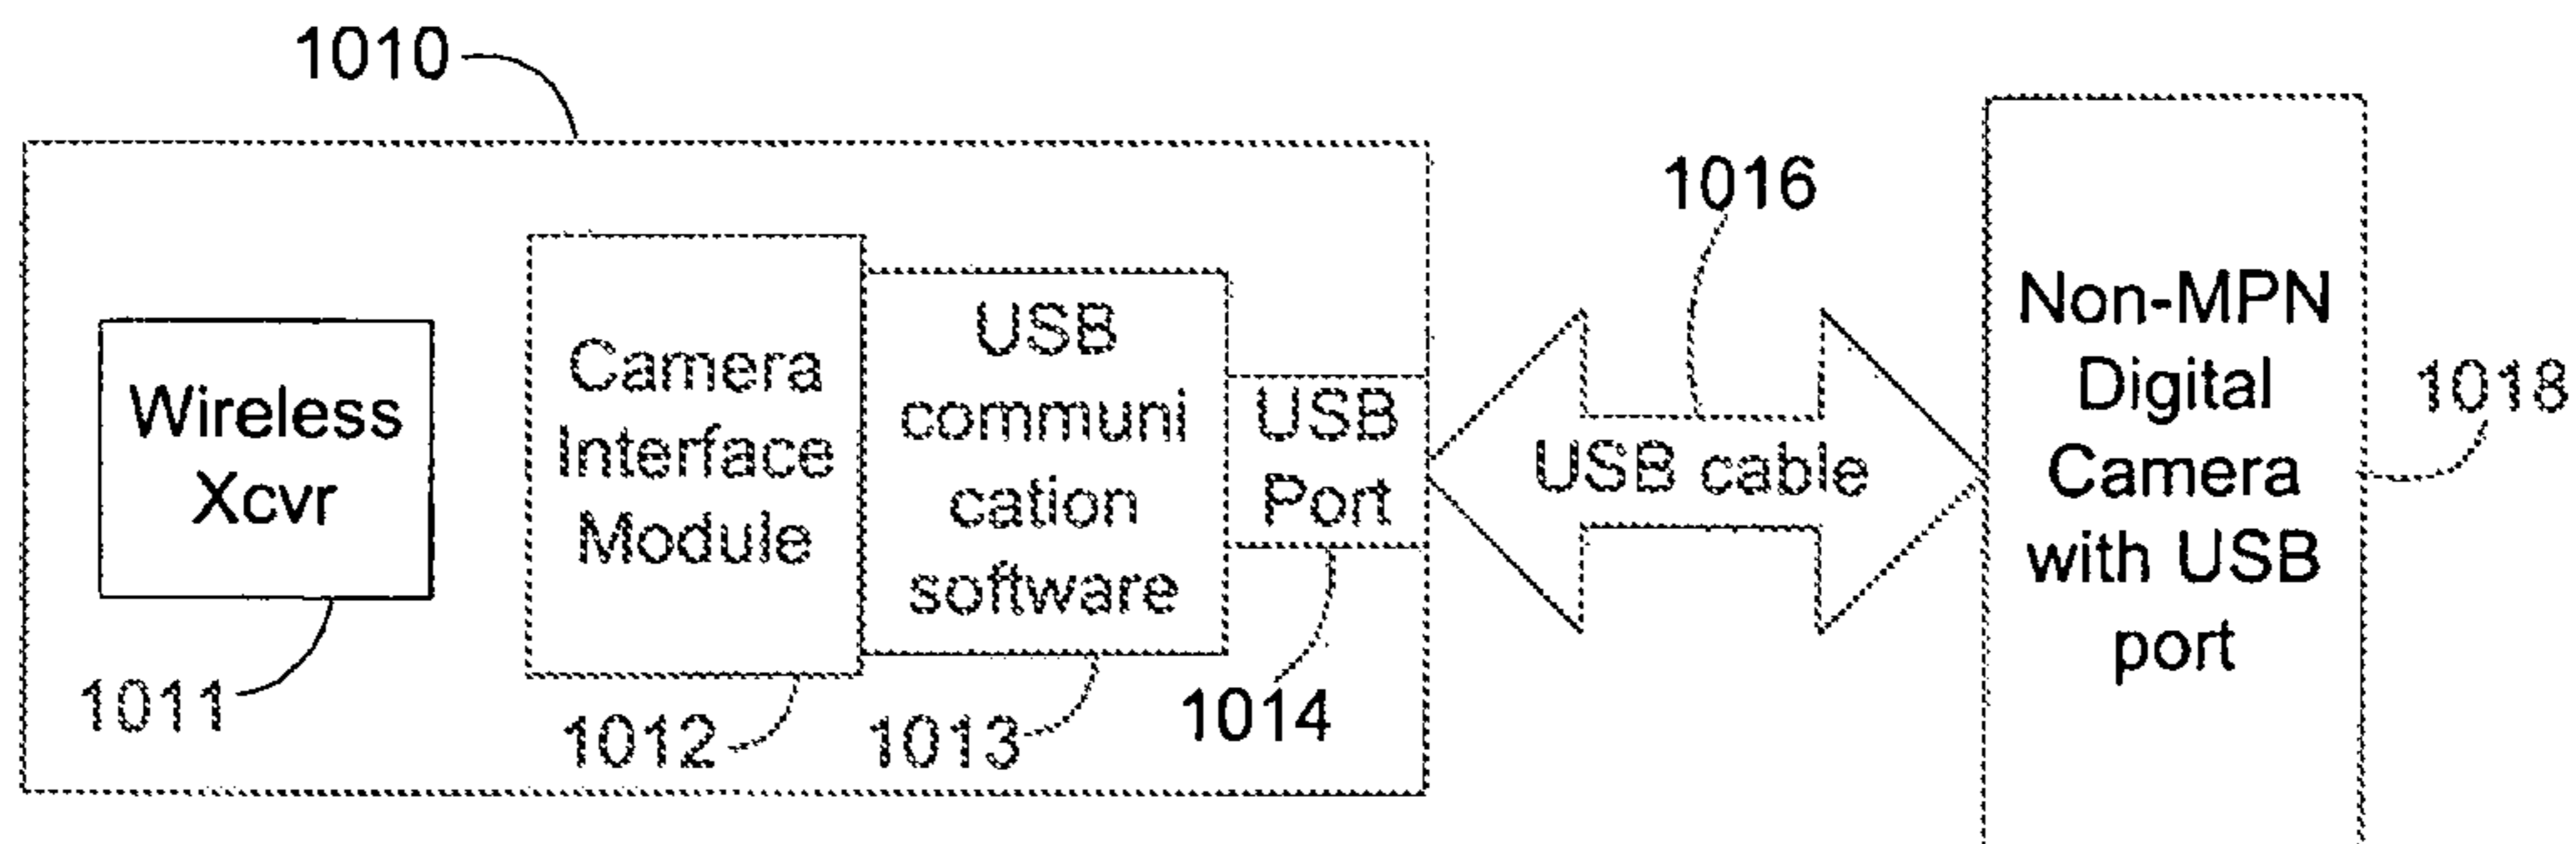 1010
1016
Wireless
Xcvr
1011
Camera
Interface
Module
1012
USB
communi
cation
software
1013
USB
Port
1014
USB cable
Non-MPN
Digital
Camera
with USB
port
1018